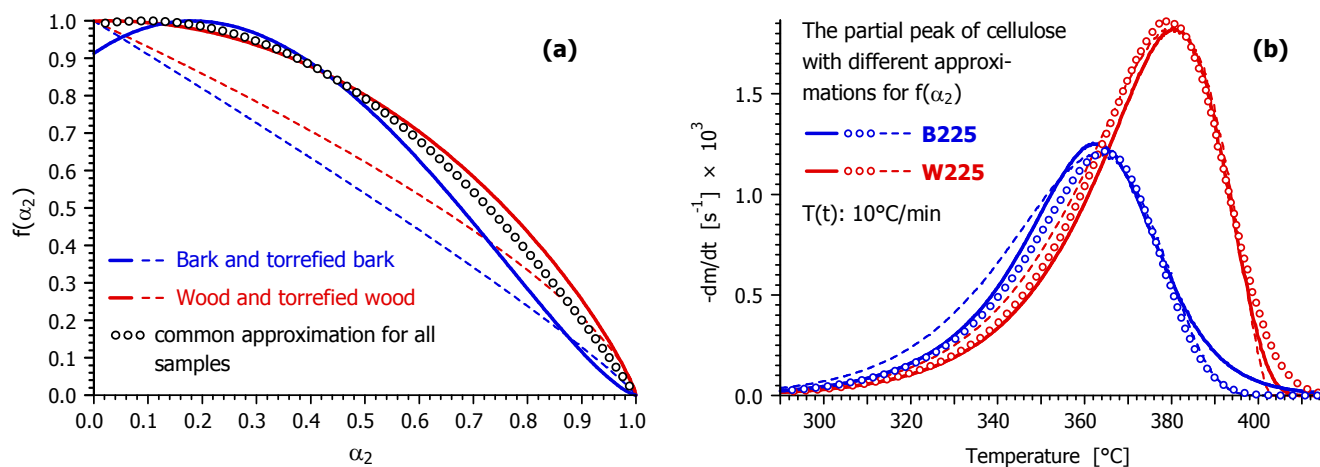 1.0
0.9
0.8
0.7
0.6
0.5
0.4
0.3
0.2
0.1
0.0
f(α2)
(a)
Bark and torrefied bark
Wood and torrefied wood
common approximation for all
samples
0.0 0.1 0.2 0.3 0.4 0.5 0.6 0.7 0.8 0.9 1.0
α2
(b)
The partial peak of cellulose
with different approxi-
mations for f(α2)
B225
W225
T(t): 10°C/min
-dm/dt [s-1] × 103
1.5
1.0
0.5
0.0
300 320 340 360 380 400
Temperature [°C]